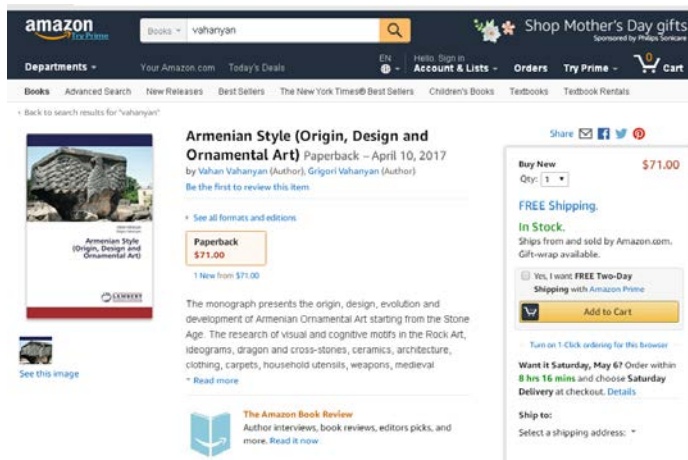 amazon
Try Prime
Books
vahanyan
Shop Mother's Day gifts
Sponsored by Philips Sonicare
Departments
Your Amazon.com Today's Deals
EN
Hello. Sign in
Account & Lists
Orders
Try Prime
0
Cart
Books Advanced Search New Releases Best Sellers The New York Times® Best Sellers Children's Books Textbooks Textbook Rentals
‹ Back to search results for "vahanyan"
Armenian Style
(Origin, Design and
Ornamental Art)
LAMBERT
See this image
Armenian Style (Origin, Design and
Ornamental Art) Paperback – April 10, 2017
by Vahan Vahanyan (Author), Grigori Vahanyan (Author)
Be the first to review this item
See all formats and editions
Paperback
$71.00
1 New from $71.00
The monograph presents the origin, design, evolution and
development of Armenian Ornamental Art starting from the Stone
Age. The research of visual and cognitive motifs in the Rock Art,
ideograms, dragon and cross-stones, ceramics, architecture,
clothing, carpets, household utensils, weapons, medieval
Read more
The Amazon Book Review
Author interviews, book reviews, editors picks, and
more. Read it now
Share
Buy New
$71.00
Qty: 1
FREE Shipping.
In Stock.
Ships from and sold by Amazon.com.
Gift-wrap available.
Yes, I want FREE Two-Day
Shipping with Amazon Prime
Add to Cart
Turn on 1-Click ordering for this browser
Want it Saturday, May 6? Order within
8 hrs 16 mins and choose Saturday
Delivery at checkout. Details
Ship to:
Select a shipping address: